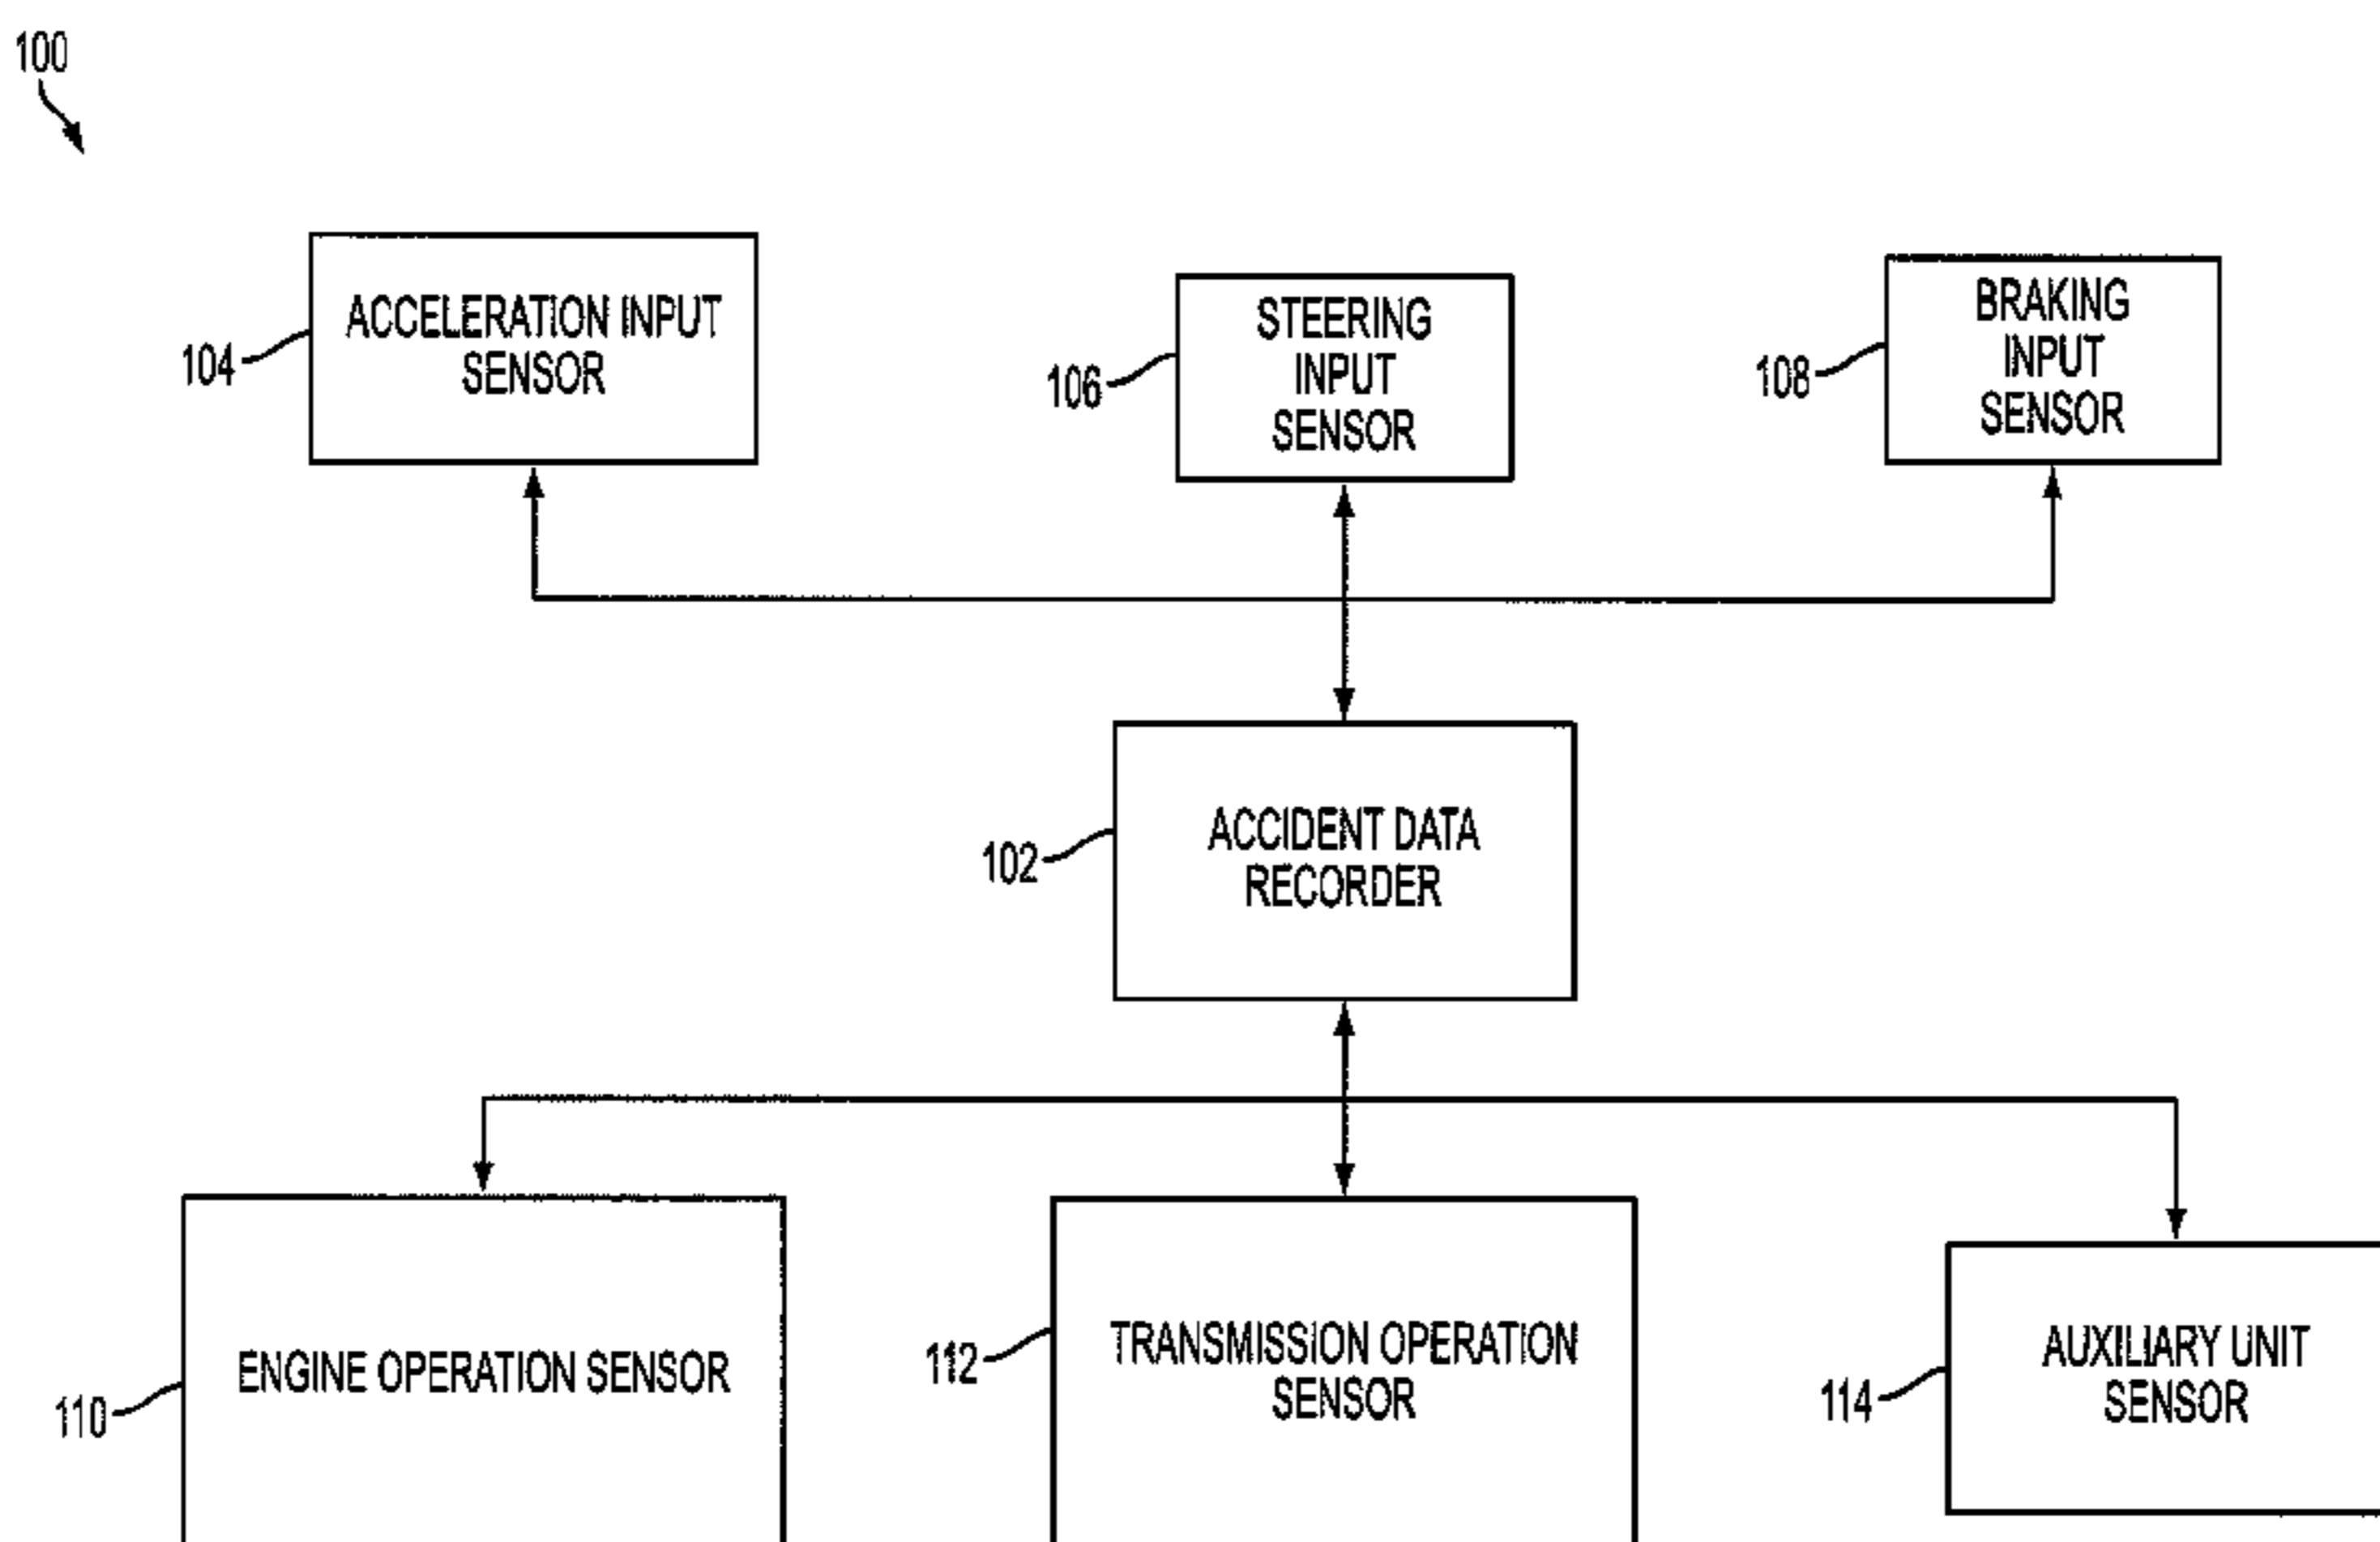 100
ACCELERATION INPUT
SENSOR
104
STEERING
INPUT
SENSOR
106
BRAKING
INPUT
SENSOR
108
ACCIDENT DATA
RECORDER
102
ENGINE OPERATION SENSOR
110
TRANSMISSION OPERATION
SENSOR
112
AUXILIARY UNIT
SENSOR
114